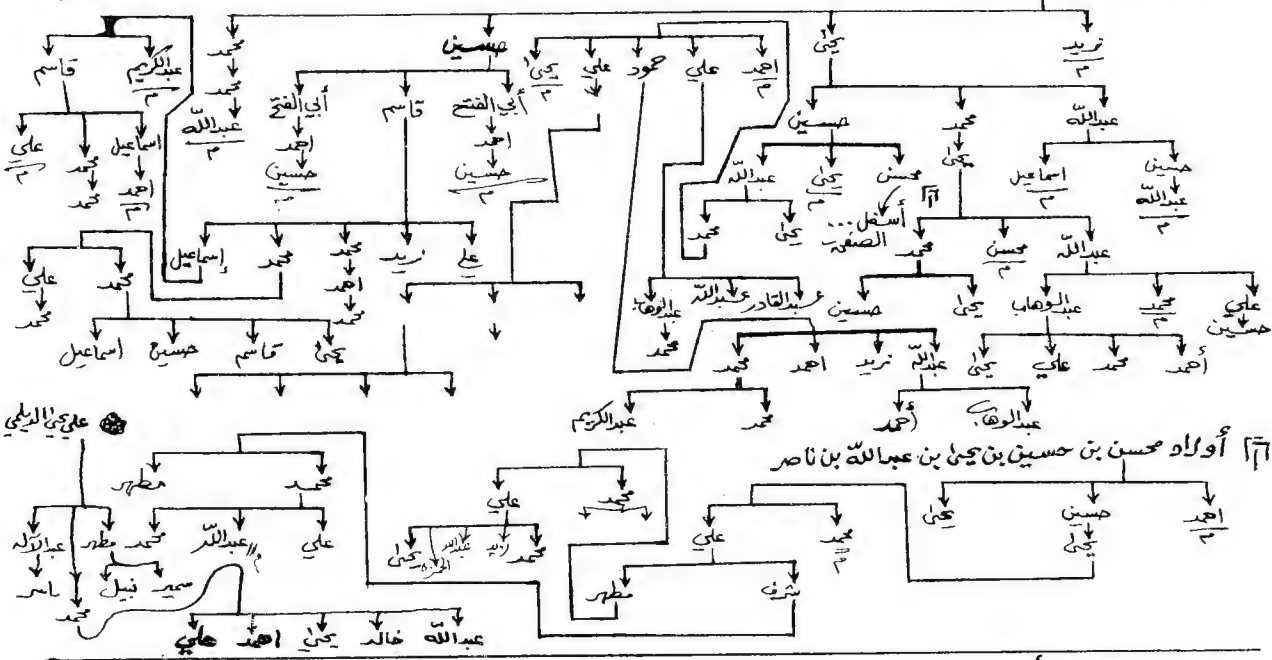 محمد حسين يحيى زيد م
قاسم عبدالكريم م محمد يحيى م علي حمود علي احمد م
عبدالله م أبي الفتح قاسم أبي الفتح حسين محمد عبدالله
علي م محمد اسماعيل احمد احمد يحيى اسماعيل م حسين
محمد احمد م حسين م حسين م عبدالله يحيى م محسن عبدالله م
أسفل ... الصفحة
محمد يحيى محمد محسن م عبدالله
إسماعيل محمد محمد زيد علي
علي محمد احمد عبدالوهاب عبدالله عبدالقادر حسين يحيى عبدالوهاب محمد م علي
محمد محمد محمد حسين
اسماعيل حسين قاسم يحيى محمد احمد زيد عبدالله يحيى علي محمد أحمد
عبدالكريم محمد أحمد عبدالوهاب
علي يحيى الديلمي
أولاد محسن بن حسين بن يحيى بن عبدالله بن ناصر
مطهر محمد علي محمد يحيى حسين احمد م
عبدالاله مطهر محمد عبدالله علي يحيى عبدالله زيد محمد علي محمد م يحيى
ياسر نبيل سمير مطهر شرف
محمد
علي احمد يحيى خالد عبدالله